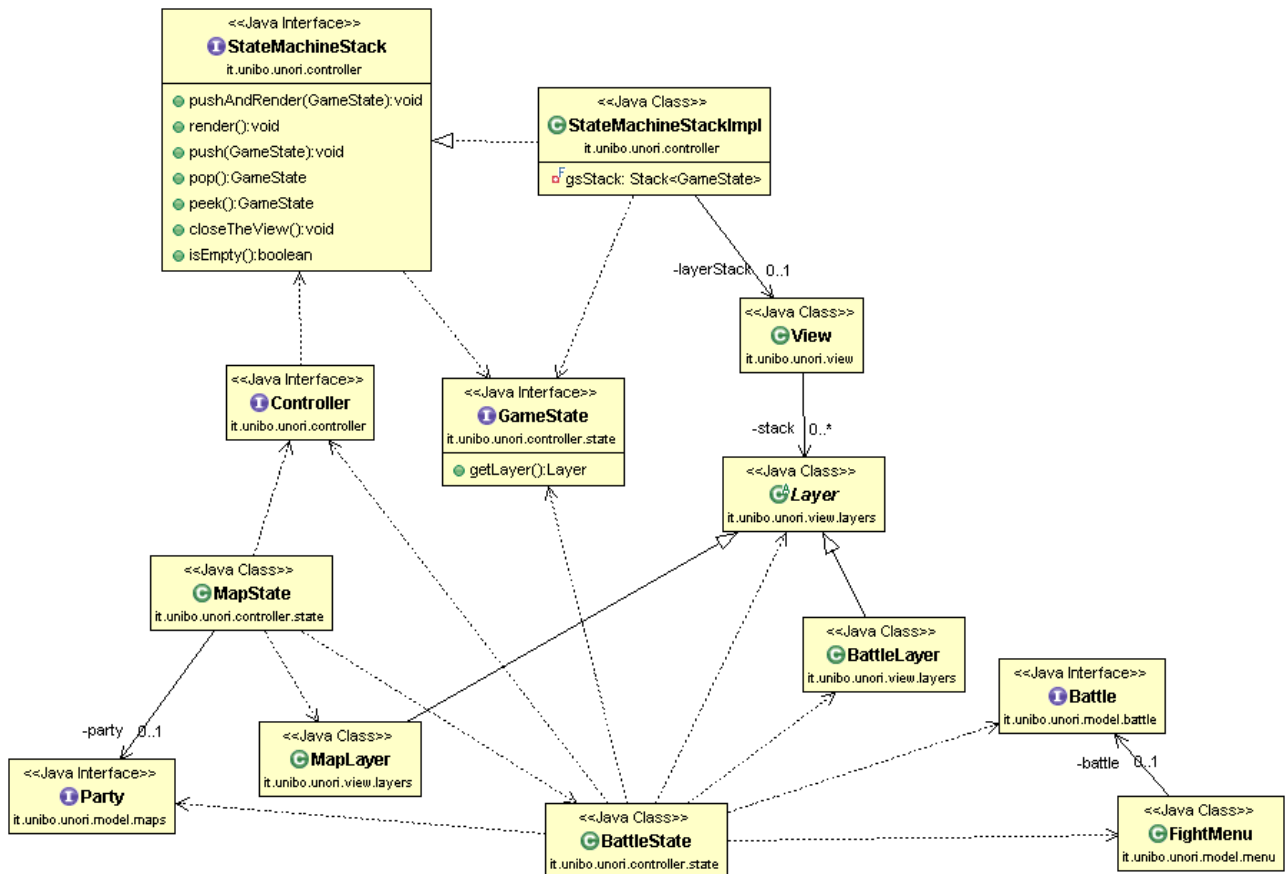 <<Java Interface>>
StateMachineStack
it.unibo.unori.controller
pushAndRender(GameState):void
render():void
push(GameState):void
pop():GameState
peek():GameState
closeTheView():void
isEmpty():boolean
<<Java Class>>
StateMachineStackImpl
it.unibo.unori.controller
gsStack: Stack<GameState>
-layerStack 0..1
<<Java Class>>
View
it.unibo.unori.view
<<Java Interface>>
Controller
it.unibo.unori.controller
<<Java Interface>>
GameState
it.unibo.unori.controller.state
getLayer():Layer
-stack 0..*
<<Java Class>>
Layer
it.unibo.unori.view.layers
<<Java Class>>
MapState
it.unibo.unori.controller.state
<<Java Class>>
BattleLayer
it.unibo.unori.view.layers
<<Java Interface>>
Battle
it.unibo.unori.model.battle
-party 0..1
<<Java Class>>
MapLayer
it.unibo.unori.view.layers
-battle 0..1
<<Java Interface>>
Party
it.unibo.unori.model.maps
<<Java Class>>
BattleState
it.unibo.unori.controller.state
<<Java Class>>
FightMenu
it.unibo.unori.model.menu